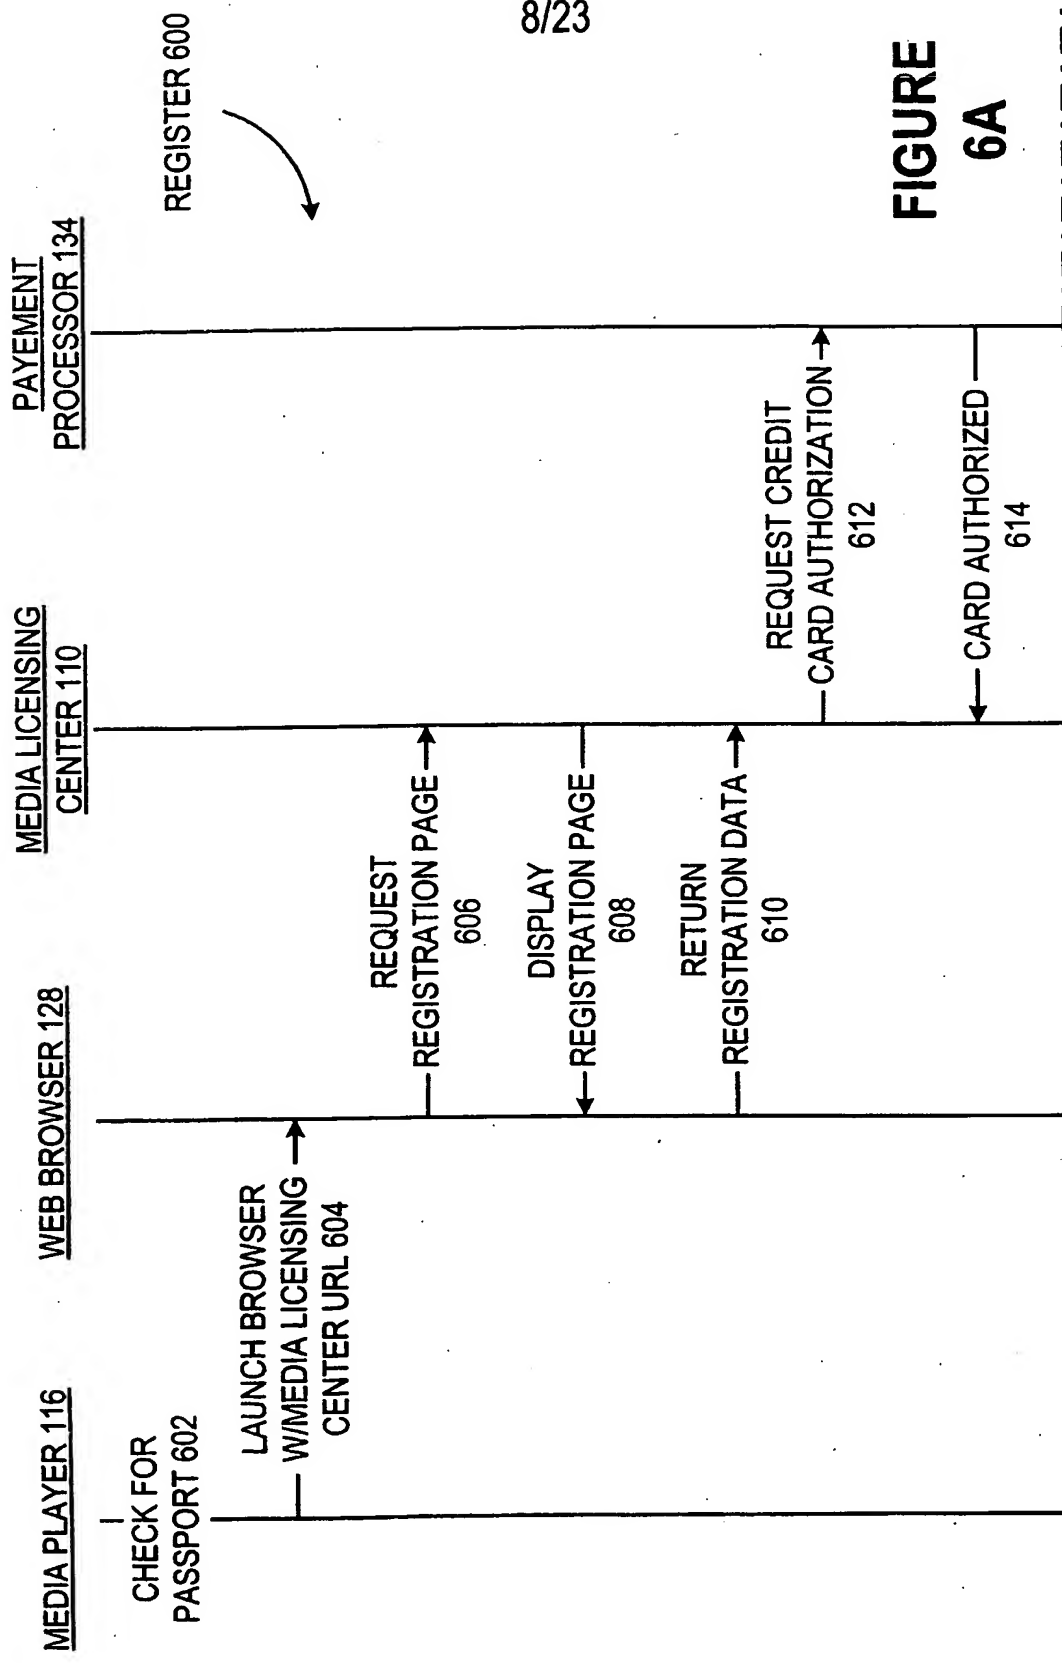 8/23
MEDIA PLAYER 116
WEB BROWSER 128
MEDIA LICENSING
CENTER 110
PAYEMENT
PROCESSOR 134
REGISTER 600
CHECK FOR
PASSPORT 602
LAUNCH BROWSER
W/MEDIA LICENSING
CENTER URL 604
REQUEST
REGISTRATION PAGE
606
DISPLAY
REGISTRATION PAGE
608
RETURN
REGISTRATION DATA
610
REQUEST CREDIT
CARD AUTHORIZATION
612
CARD AUTHORIZED
614
FIGURE
6A